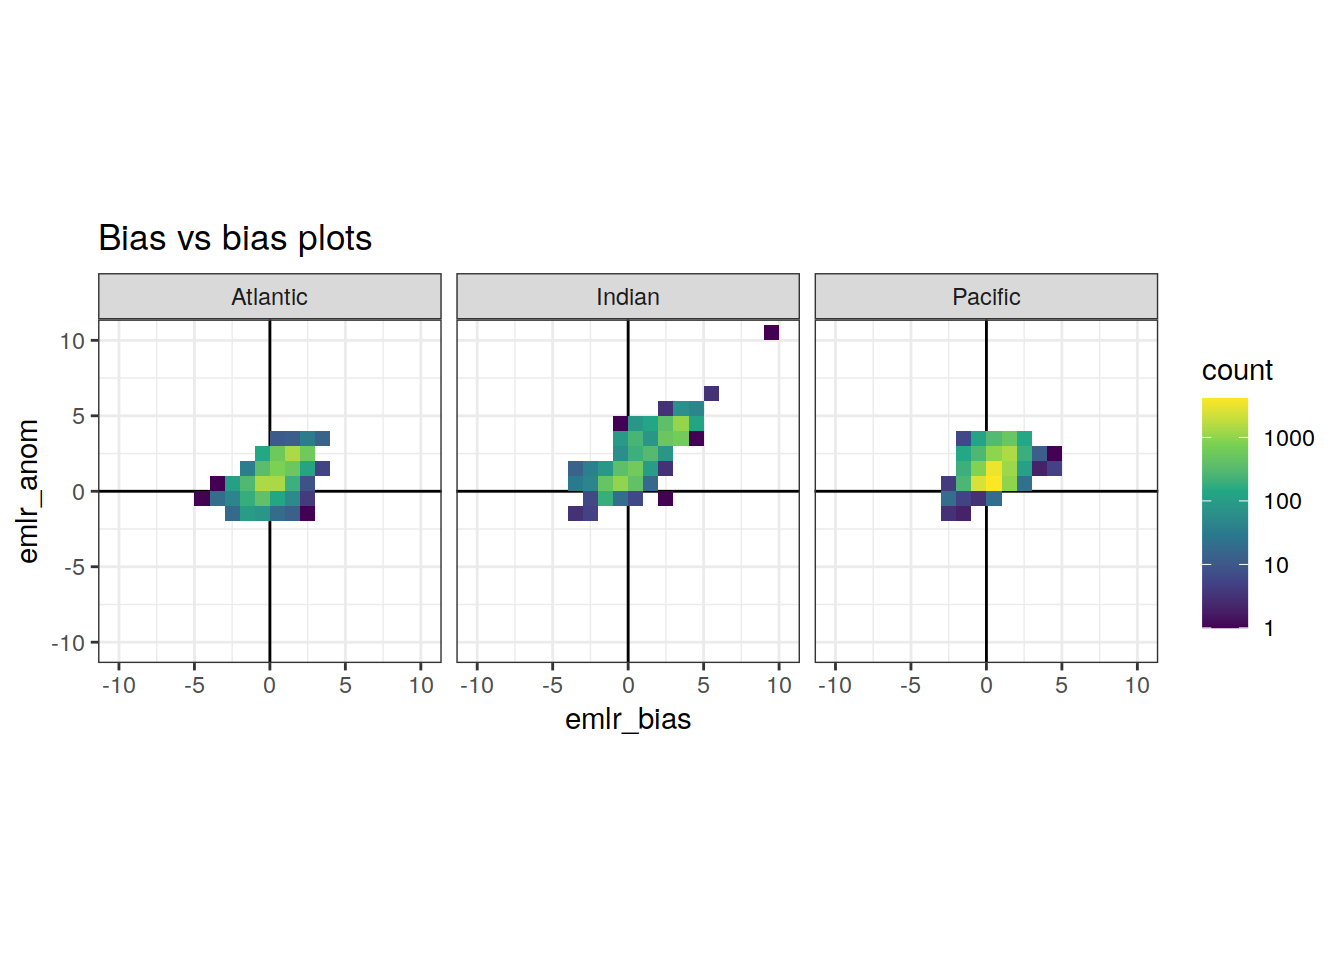 Bias vs bias plots
Atlantic Indian Pacific
10
5
0
-5
-10
emlr_anom
-10 -5 0 5 10 -10 -5 0 5 10 -10 -5 0 5 10
emlr_bias
count
1000
100
10
1